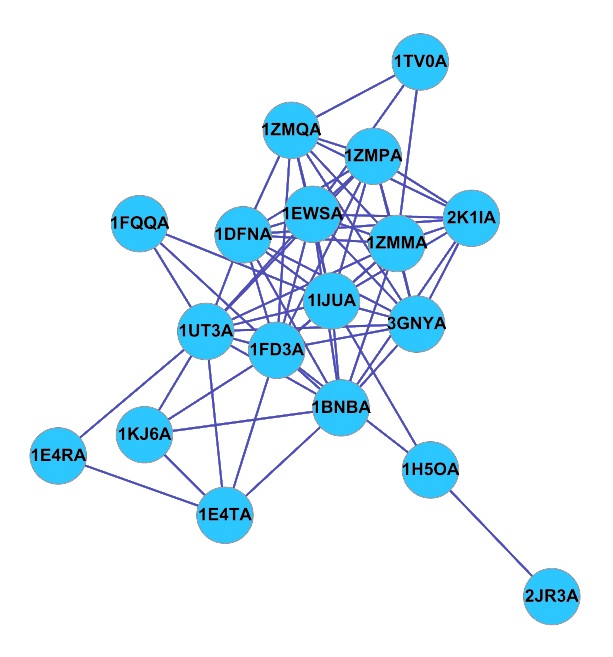 1TV0A
1ZMQA
1ZMPA
1FQQA
1EWSA
2K1IA
1DFNA
1ZMMA
1IJUA
1UT3A
3GNYA
1FD3A
1BNBA
1KJ6A
1E4RA
1H5OA
1E4TA
2JR3A